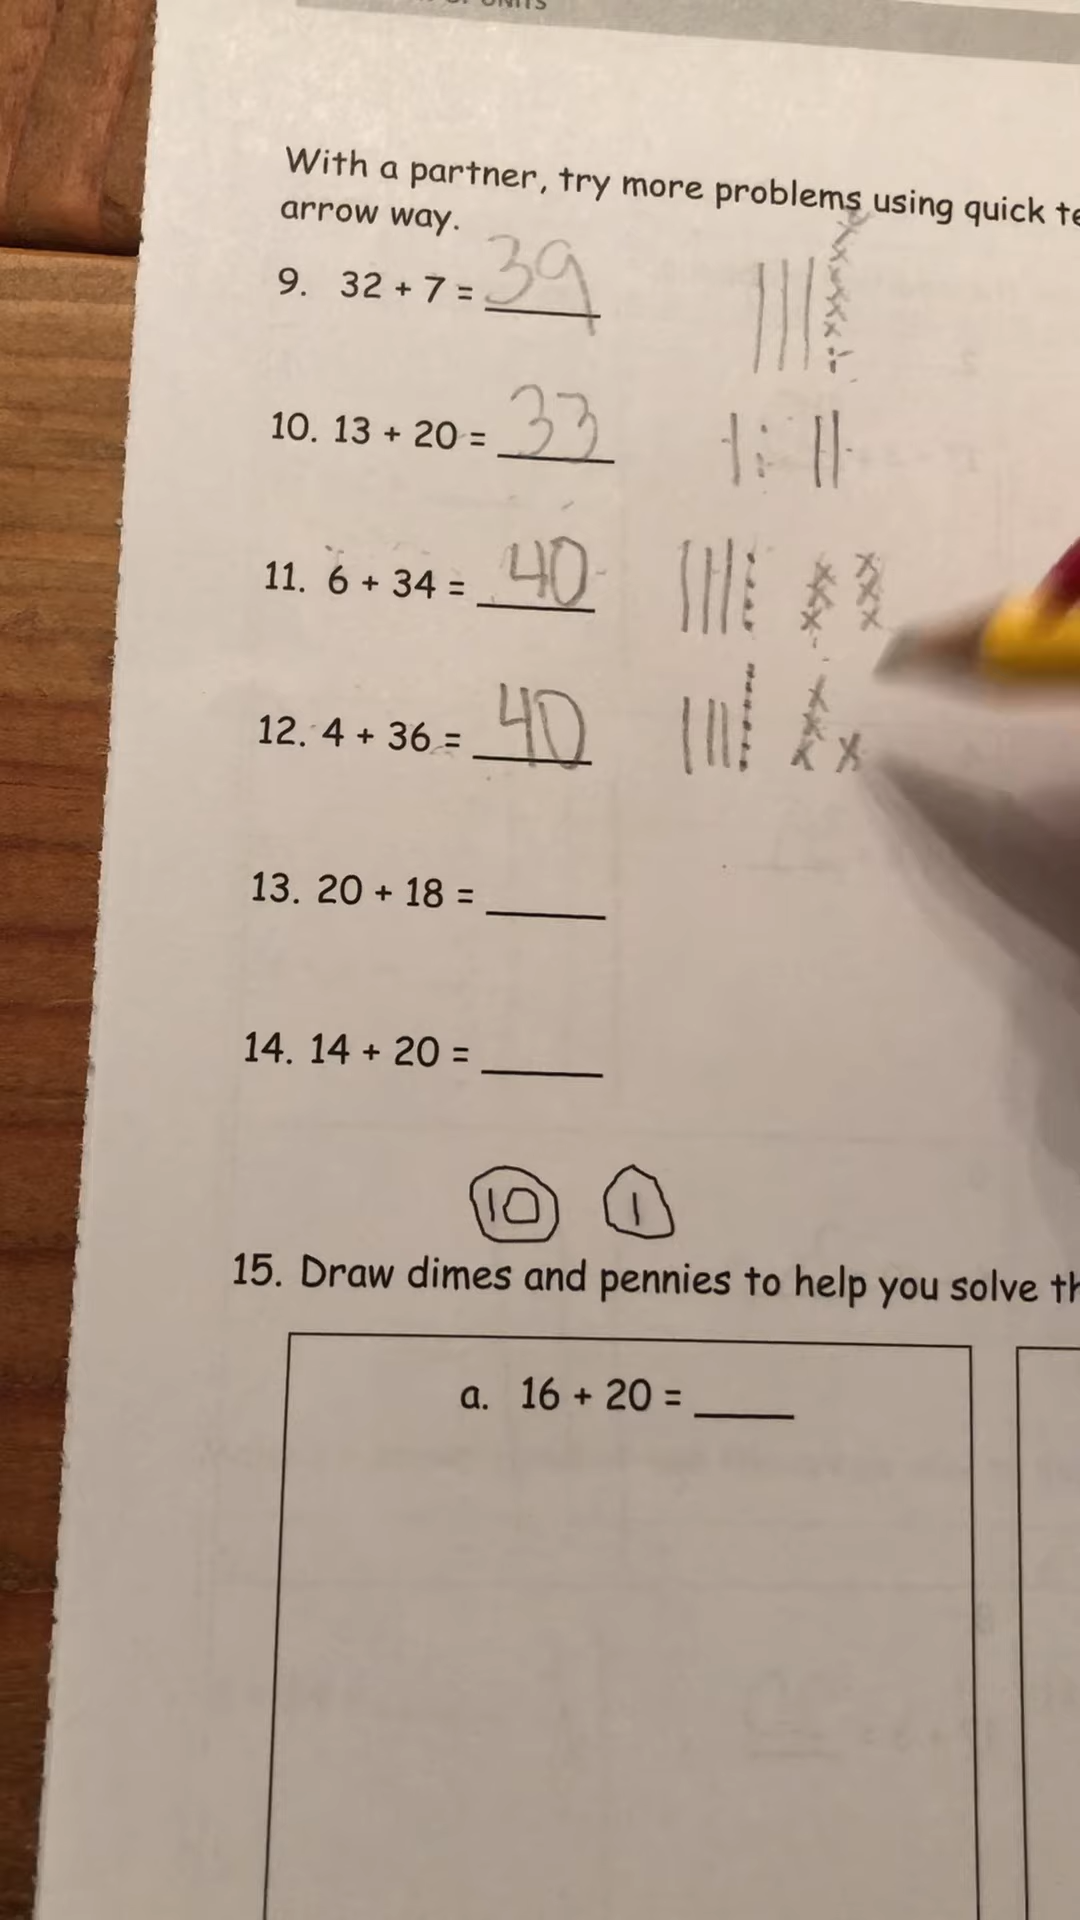 UNITS
With a partner, try more problems using quick
arrow way.
9. 32 + 7 = 39
10. 13 + 20 = 33
11. 6 + 34 = 40
12. 4 + 36 = 40
13. 20 + 18 =
14. 14 + 20 =
10 1
15. Draw dimes and pennies to help you solve
a. 16 + 20 =